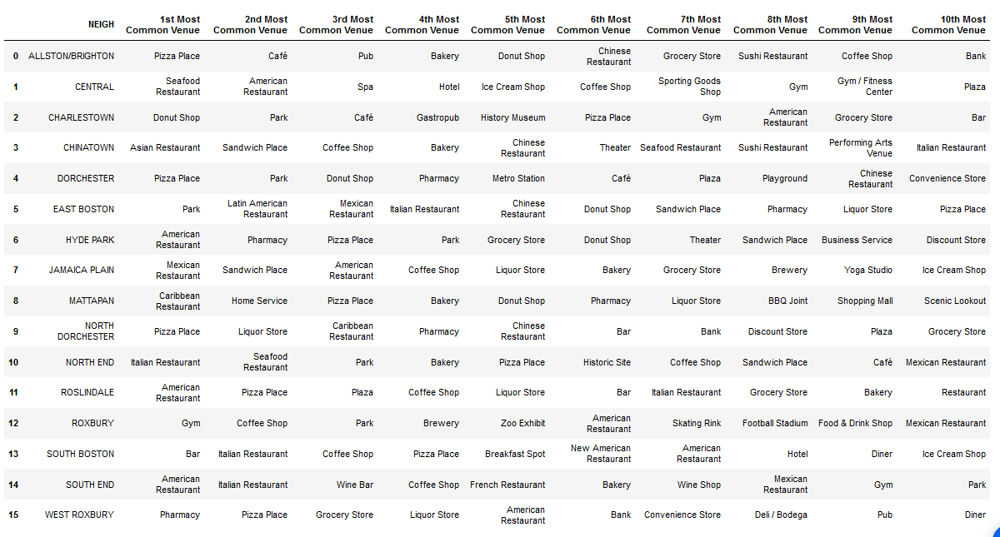 NEIGH 1st Most Common Venue 2nd Most Common Venue 3rd Most Common Venue 4th Most Common Venue 5th Most Common Venue 6th Most Common Venue 7th Most Common Venue 8th Most Common Venue 9th Most Common Venue 10th Most Common Venue
0 ALLSTON/BRIGHTON Pizza Place Café Pub Bakery Donut Shop Chinese Restaurant Grocery Store Sushi Restaurant Coffee Shop Bank
1 CENTRAL Seafood Restaurant American Restaurant Spa Hotel Ice Cream Shop Coffee Shop Sporting Goods Shop Gym Gym / Fitness Center Plaza
2 CHARLESTOWN Donut Shop Park Café Gastropub History Museum Pizza Place Gym American Restaurant Grocery Store Bar
3 CHINATOWN Asian Restaurant Sandwich Place Coffee Shop Bakery Chinese Restaurant Theater Seafood Restaurant Sushi Restaurant Performing Arts Venue Italian Restaurant
4 DORCHESTER Pizza Place Park Donut Shop Pharmacy Metro Station Café Plaza Playground Chinese Restaurant Convenience Store
5 EAST BOSTON Park Latin American Restaurant Mexican Restaurant Italian Restaurant Chinese Restaurant Donut Shop Sandwich Place Pharmacy Liquor Store Pizza Place
6 HYDE PARK American Restaurant Pharmacy Pizza Place Park Grocery Store Donut Shop Theater Sandwich Place Business Service Discount Store
7 JAMAICA PLAIN Mexican Restaurant Sandwich Place American Restaurant Coffee Shop Liquor Store Bakery Grocery Store Brewery Yoga Studio Ice Cream Shop
8 MATTAPAN Caribbean Restaurant Home Service Pizza Place Bakery Donut Shop Pharmacy Liquor Store BBQ Joint Shopping Mall Scenic Lookout
9 NORTH DORCHESTER Pizza Place Liquor Store Caribbean Restaurant Pharmacy Chinese Restaurant Bar Bank Discount Store Plaza Grocery Store
10 NORTH END Italian Restaurant Seafood Restaurant Park Bakery Pizza Place Historic Site Coffee Shop Sandwich Place Café Mexican Restaurant
11 ROSLINDALE American Restaurant Pizza Place Plaza Coffee Shop Liquor Store Bar Italian Restaurant Grocery Store Bakery Restaurant
12 ROXBURY Gym Coffee Shop Park Brewery Zoo Exhibit American Restaurant Skating Rink Football Stadium Food & Drink Shop Mexican Restaurant
13 SOUTH BOSTON Bar Italian Restaurant Coffee Shop Pizza Place Breakfast Spot New American Restaurant American Restaurant Hotel Diner Ice Cream Shop
14 SOUTH END American Restaurant Italian Restaurant Wine Bar Coffee Shop French Restaurant Bakery Wine Shop Mexican Restaurant Gym Park
15 WEST ROXBURY Pharmacy Pizza Place Grocery Store Liquor Store American Restaurant Bank Convenience Store Deli / Bodega Pub Diner